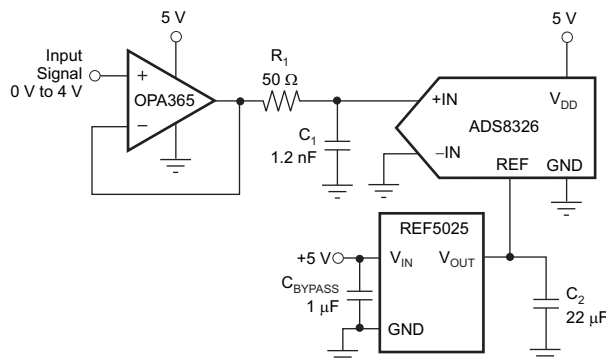 5 V
Input
Signal
0 V to 4 V
+
−
OPA365
R1
50 Ω
C1
1.2 nF
5 V
+IN
VDD
ADS8326
−IN
REF
GND
REF5025
+5 V
VIN
VOUT
CBYPASS
1 μF
GND
C2
22 μF